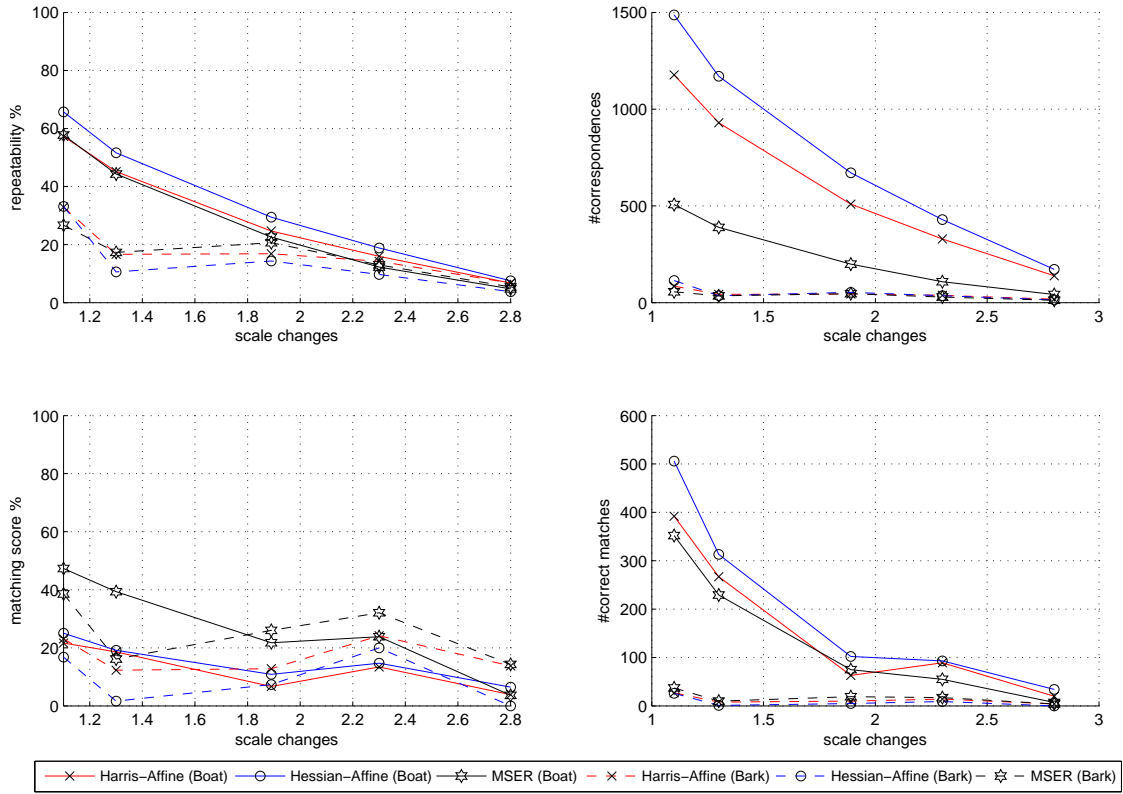 100
80
60
40
20
0
repeatability %
1.2 1.4 1.6 1.8 2 2.2 2.4 2.6 2.8
scale changes
1500
1000
500
0
#correspondences
1 1.5 2 2.5 3
scale changes
100
80
60
40
20
0
matching score %
1.2 1.4 1.6 1.8 2 2.2 2.4 2.6 2.8
scale changes
600
500
400
300
200
100
0
#correct matches
1 1.5 2 2.5 3
scale changes
Harris−Affine (Boat) Hessian−Affine (Boat) MSER (Boat) Harris−Affine (Bark) Hessian−Affine (Bark) MSER (Bark)